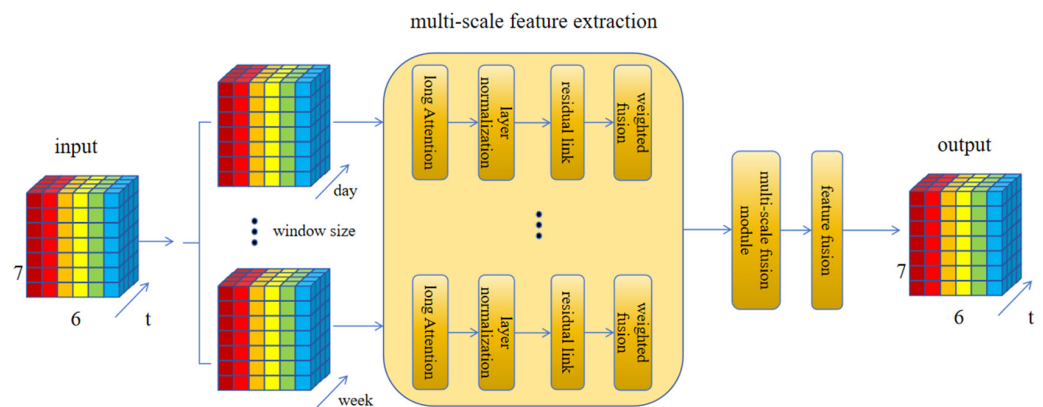 multi-scale feature extraction
input
7
6
t
day
window size
week
long Attention
layer
normalization
residual link
weighted
fusion
long Attention
layer
normalization
residual link
weighted
fusion
multi-scale fusion
module
feature fusion
output
7
6
t